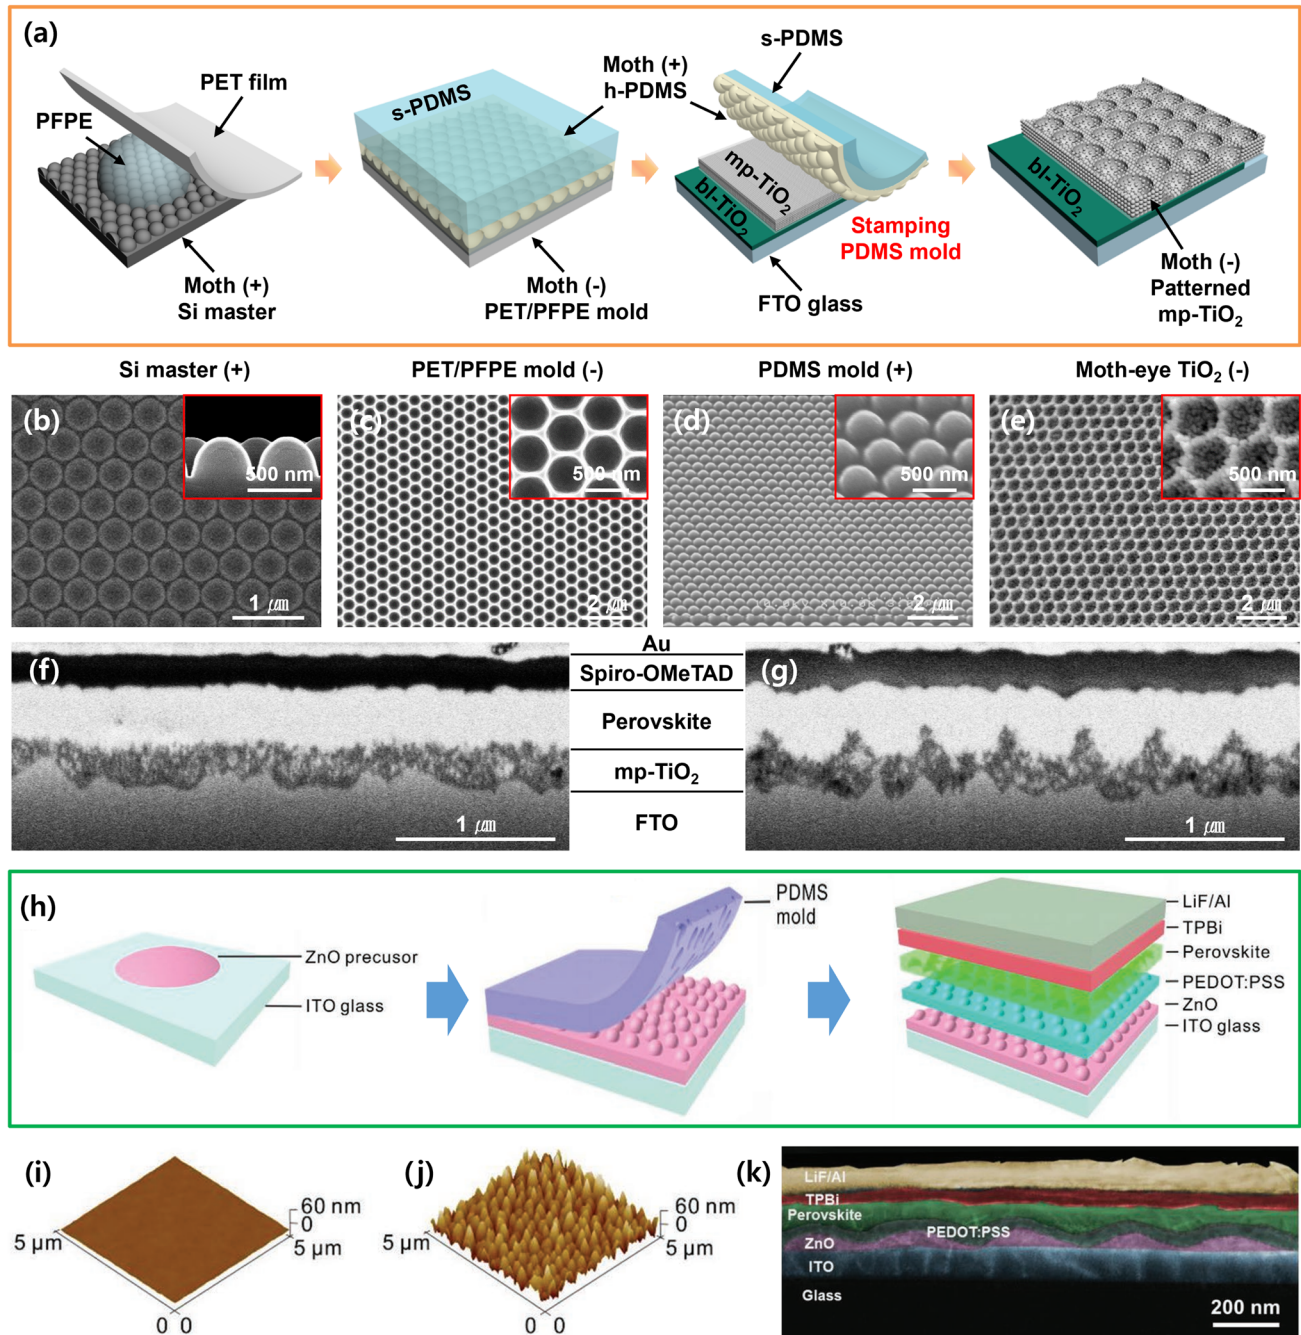 (a)
PET film
PFPE
Moth (+)
Si master
s-PDMS
Moth (+)
h-PDMS
Moth (-)
PET/PFPE mold
s-PDMS
mp-TiO2
bl-TiO2
Stamping
PDMS mold
FTO glass
bl-TiO2
Moth (-)
Patterned
mp-TiO2
Si master (+)
PET/PFPE mold (-)
PDMS mold (+)
Moth-eye TiO2 (-)
(b)
500 nm
1 μm
(c)
500 nm
2 μm
(d)
500 nm
2 μm
(e)
500 nm
2 μm
(f)
1 μm
Au
Spiro-OMeTAD
Perovskite
mp-TiO2
FTO
(g)
1 μm
(h)
ZnO precusor
ITO glass
PDMS
mold
LiF/Al
TPBi
Perovskite
PEDOT:PSS
ZnO
ITO glass
(i)
60 nm
0
5 μm
5 μm
0 0
(j)
60 nm
0
5 μm
5 μm
0 0
(k)
LiF/Al
TPBi
Perovskite
PEDOT:PSS
ZnO
ITO
Glass
200 nm